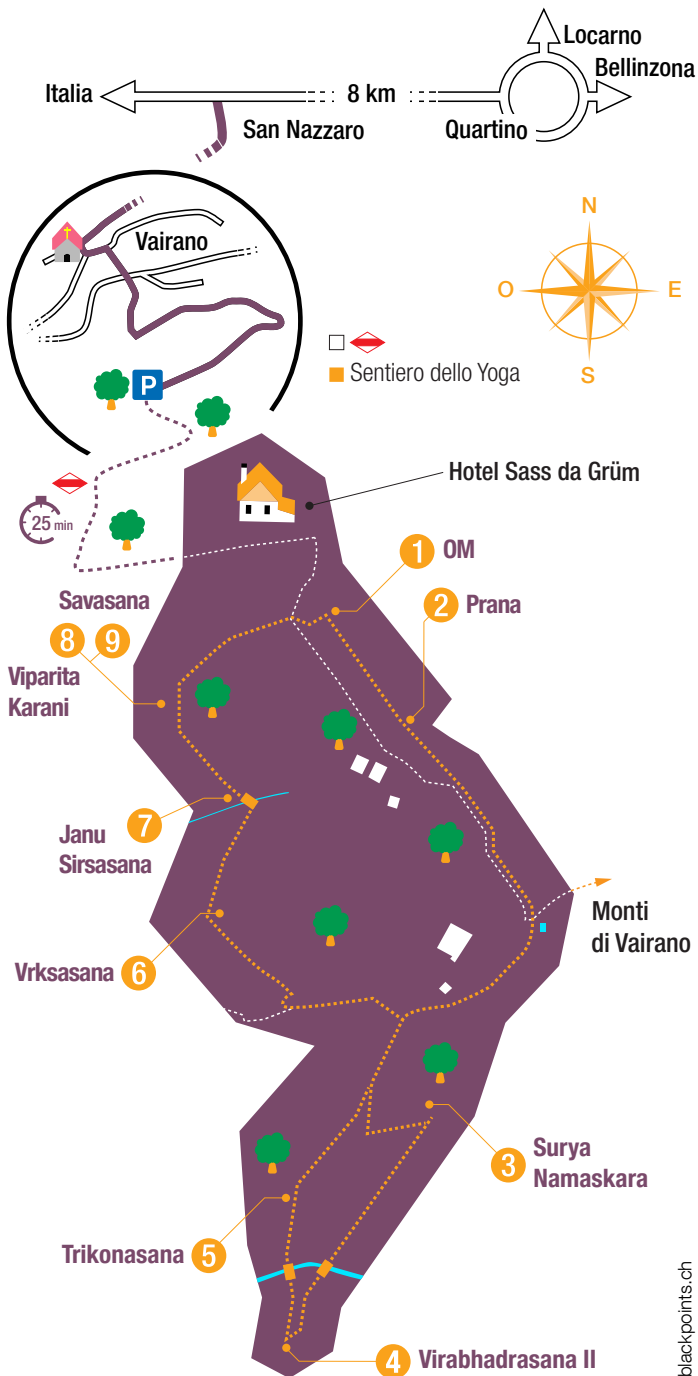 Locarno
Bellinzona
Italia
8 km
San Nazzaro
Quartino
Vairano
N
O
E
S
P
Sentiero dello Yoga
Hotel Sass da Grüm
25 min
1 OM
2 Prana
Savasana
8 9
Viparita
Karani
7
Janu
Sirsasana
Monti
di Vairano
Vrksasana 6
3 Surya
Namaskara
Trikonasana 5
4 Virabhadrasana II
blackpoints.ch